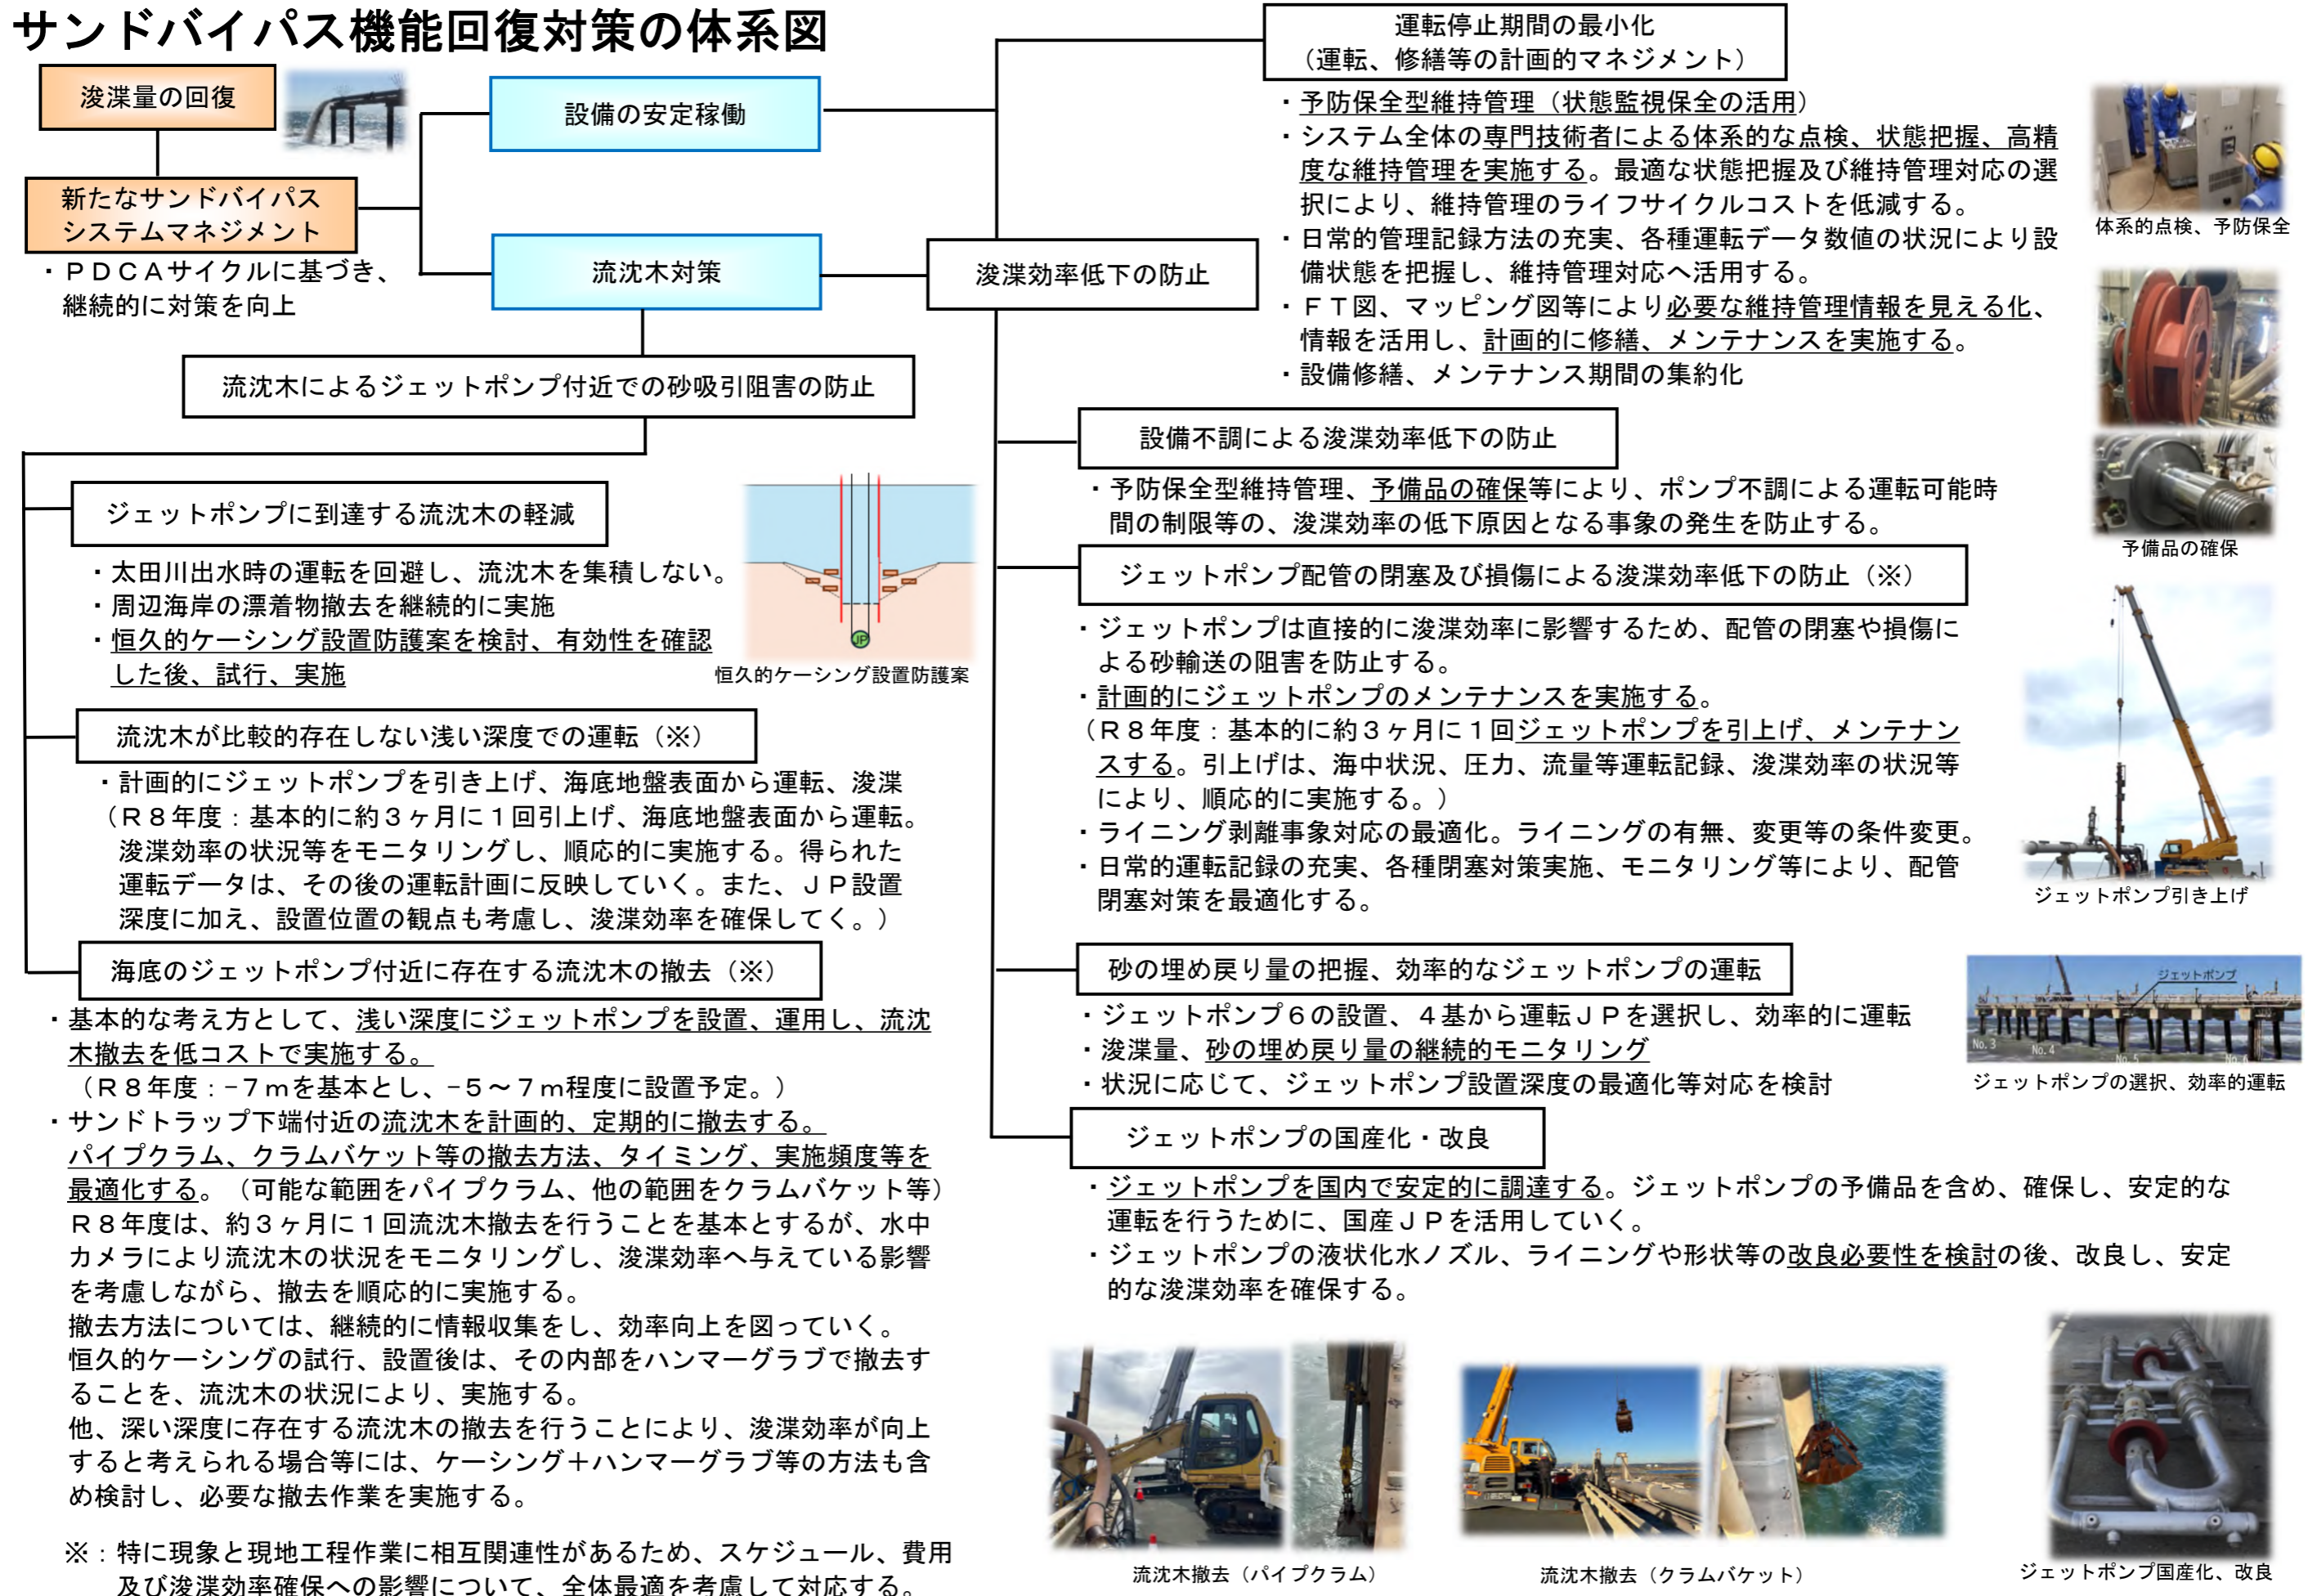 サンドバイパス機能回復対策の体系図
浚渫量の回復
新たなサンドバイパス
システムマネジメント
・ＰＤＣＡサイクルに基づき、
継続的に対策を向上
設備の安定稼働
流沈木対策
浚渫効率低下の防止
流沈木によるジェットポンプ付近での砂吸引阻害の防止
ジェットポンプに到達する流沈木の軽減
・太田川出水時の運転を回避し、流沈木を集積しない。
・周辺海岸の漂着物撤去を継続的に実施
・恒久的ケーシング設置防護案を検討、有効性を確認
した後、試行、実施
JP
恒久的ケーシング設置防護案
流沈木が比較的存在しない浅い深度での運転（※）
・計画的にジェットポンプを引き上げ、海底地盤表面から運転、浚渫
（Ｒ８年度：基本的に約３ヶ月に１回引上げ、海底地盤表面から運転。
浚渫効率の状況等をモニタリングし、順応的に実施する。得られた
運転データは、その後の運転計画に反映していく。また、ＪＰ設置
深度に加え、設置位置の観点も考慮し、浚渫効率を確保してく。）
海底のジェットポンプ付近に存在する流沈木の撤去（※）
・基本的な考え方として、浅い深度にジェットポンプを設置、運用し、流沈
木撤去を低コストで実施する。
（Ｒ８年度：−７ｍを基本とし、−５～７ｍ程度に設置予定。）
・サンドトラップ下端付近の流沈木を計画的、定期的に撤去する。
パイプクラム、クラムバケット等の撤去方法、タイミング、実施頻度等を
最適化する。（可能な範囲をパイプクラム、他の範囲をクラムバケット等）
Ｒ８年度は、約３ヶ月に１回流沈木撤去を行うことを基本とするが、水中
カメラにより流沈木の状況をモニタリングし、浚渫効率へ与えている影響
を考慮しながら、撤去を順応的に実施する。
撤去方法については、継続的に情報収集をし、効率向上を図っていく。
恒久的ケーシングの試行、設置後は、その内部をハンマーグラブで撤去す
ることを、流沈木の状況により、実施する。
他、深い深度に存在する流沈木の撤去を行うことにより、浚渫効率が向上
すると考えられる場合等には、ケーシング＋ハンマーグラブ等の方法も含
め検討し、必要な撤去作業を実施する。
※：特に現象と現地工程作業に相互関連性があるため、スケジュール、費用
及び浚渫効率確保への影響について、全体最適を考慮して対応する。
運転停止期間の最小化
（運転、修繕等の計画的マネジメント）
・予防保全型維持管理（状態監視保全の活用）
・システム全体の専門技術者による体系的な点検、状態把握、高精
度な維持管理を実施する。最適な状態把握及び維持管理対応の選
択により、維持管理のライフサイクルコストを低減する。
・日常的管理記録方法の充実、各種運転データ数値の状況により設
備状態を把握し、維持管理対応へ活用する。
・ＦＴ図、マッピング図等により必要な維持管理情報を見える化、
情報を活用し、計画的に修繕、メンテナンスを実施する。
・設備修繕、メンテナンス期間の集約化
体系的点検、予防保全
設備不調による浚渫効率低下の防止
・予防保全型維持管理、予備品の確保等により、ポンプ不調による運転可能時
間の制限等の、浚渫効率の低下原因となる事象の発生を防止する。
予備品の確保
ジェットポンプ配管の閉塞及び損傷による浚渫効率低下の防止（※）
・ジェットポンプは直接的に浚渫効率に影響するため、配管の閉塞や損傷に
よる砂輸送の阻害を防止する。
・計画的にジェットポンプのメンテナンスを実施する。
（Ｒ８年度：基本的に約３ヶ月に１回ジェットポンプを引上げ、メンテナン
スする。引上げは、海中状況、圧力、流量等運転記録、浚渫効率の状況等
により、順応的に実施する。）
・ライニング剥離事象対応の最適化。ライニングの有無、変更等の条件変更。
・日常的運転記録の充実、各種閉塞対策実施、モニタリング等により、配管
閉塞対策を最適化する。
ジェットポンプ引き上げ
砂の埋め戻り量の把握、効率的なジェットポンプの運転
・ジェットポンプ６の設置、４基から運転ＪＰを選択し、効率的に運転
・浚渫量、砂の埋め戻り量の継続的モニタリング
・状況に応じて、ジェットポンプ設置深度の最適化等対応を検討
ジェットポンプ
No.3
No.4
No.5
No.6
ジェットポンプの選択、効率的運転
ジェットポンプの国産化・改良
・ジェットポンプを国内で安定的に調達する。ジェットポンプの予備品を含め、確保し、安定的な
運転を行うために、国産ＪＰを活用していく。
・ジェットポンプの液状化水ノズル、ライニングや形状等の改良必要性を検討の後、改良し、安定
的な浚渫効率を確保する。
流沈木撤去（パイプクラム）
流沈木撤去（クラムバケット）
ジェットポンプ国産化、改良